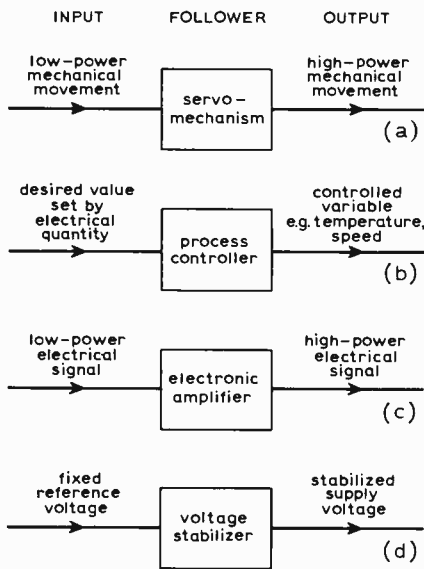 INPUT FOLLOWER OUTPUT
low-power
mechanical
movement
servo-
mechanism
high-power
mechanical
movement
(a)
desired value
set by
electrical
quantity
process
controller
controlled
variable
e.g. temperature,
speed
(b)
low-power
electrical
signal
electronic
amplifier
high-power
electrical
signal
(c)
fixed
reference
voltage
voltage
stabilizer
stabilized
supply
voltage
(d)